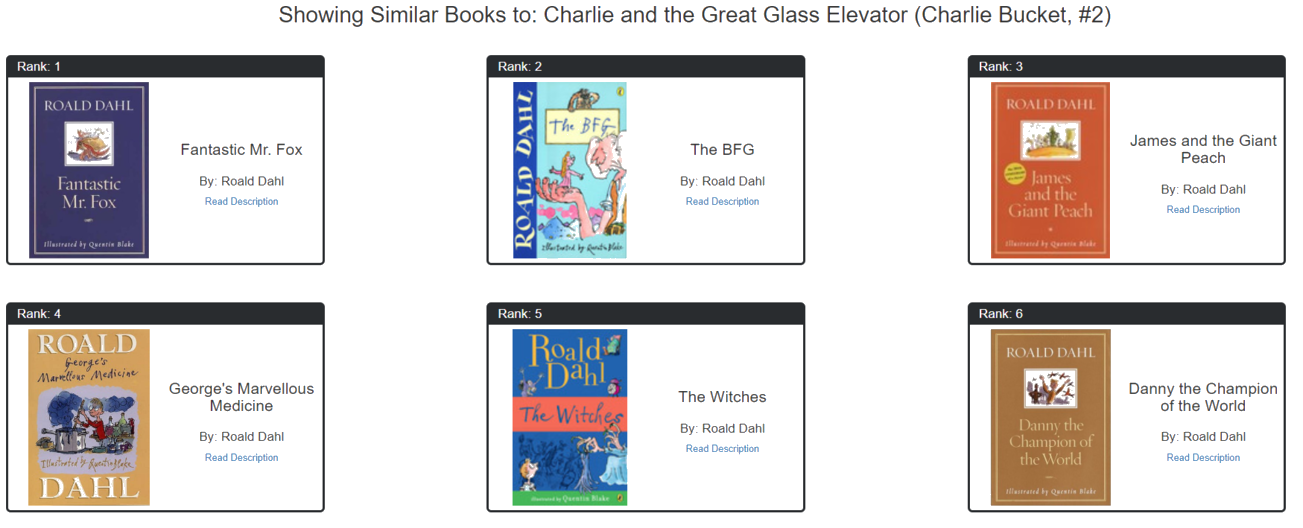 Showing Similar Books to: Charlie and the Great Glass Elevator (Charlie Bucket, #2)
Rank: 1
ROALD DAHL
Fantastic
Mr. Fox
Illustrated by Quentin Blake
Fantastic Mr. Fox
By: Roald Dahl
Read Description
Rank: 2
ROALD DAHL
The BFG
Illustrated by Quentin Blake
The BFG
By: Roald Dahl
Read Description
Rank: 3
ROALD DAHL
James
and the
Giant Peach
Illustrated by Quentin Blake
James and the Giant
Peach
By: Roald Dahl
Read Description
Rank: 4
ROALD
George's
Marvellous Medicine
Illustrated by Quentin Blake
DAHL
George's Marvellous
Medicine
By: Roald Dahl
Read Description
Rank: 5
Roald
Dahl
The Witches
illustrated by Quentin Blake
The Witches
By: Roald Dahl
Read Description
Rank: 6
ROALD DAHL
Danny the
Champion of
the World
Illustrated by Quentin Blake
Danny the Champion
of the World
By: Roald Dahl
Read Description